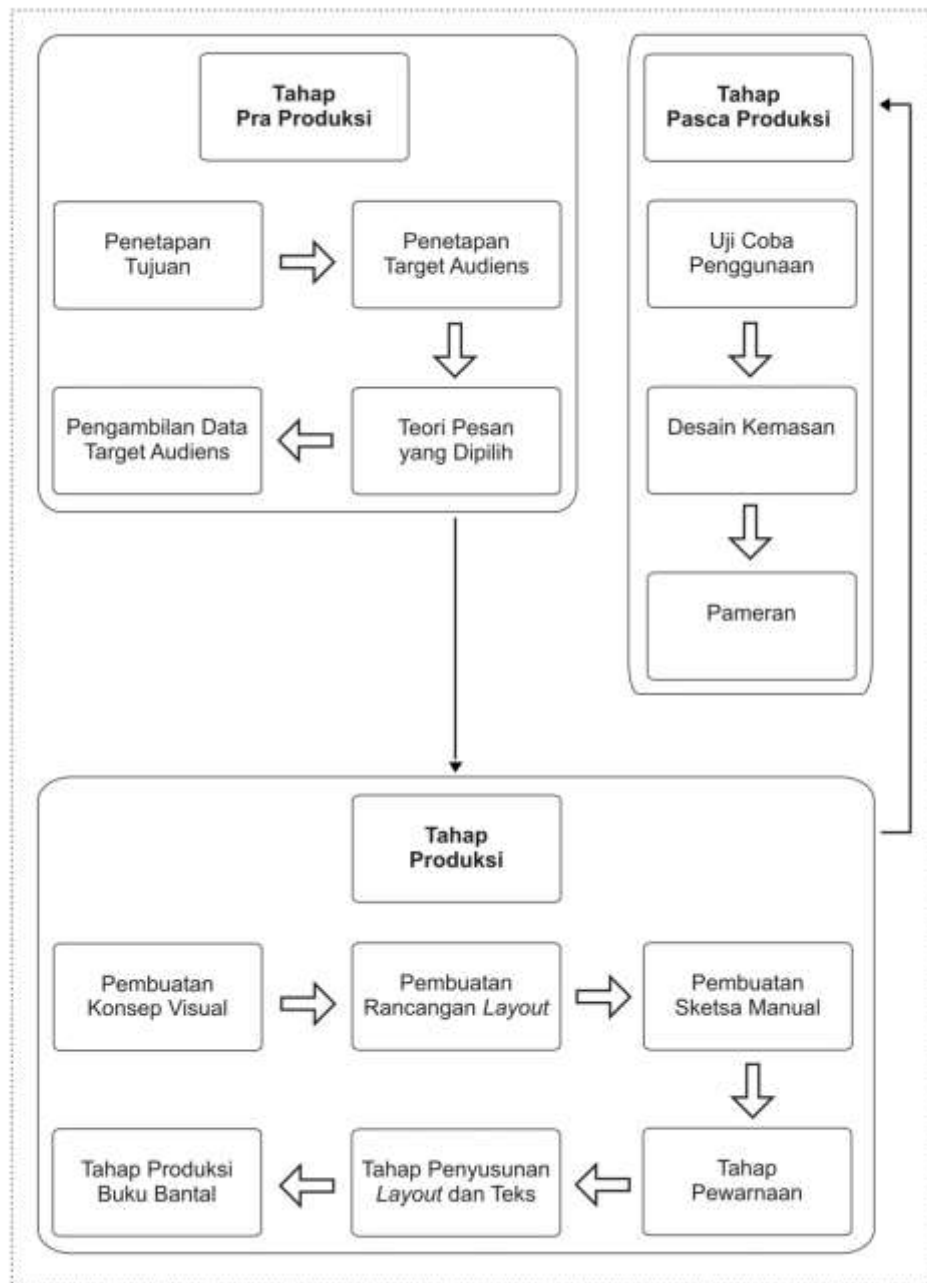 Tahap
Pra Produksi
Penetapan
Tujuan
Penetapan
Target Audiens
Teori Pesan
yang Dipilih
Pengambilan Data
Target Audiens
Tahap
Produksi
Pembuatan
Konsep Visual
Pembuatan
Rancangan Layout
Pembuatan
Sketsa Manual
Tahap
Pewarnaan
Tahap Penyusunan
Layout dan Teks
Tahap Produksi
Buku Bantal
Tahap
Pasca Produksi
Uji Coba
Penggunaan
Desain Kemasan
Pameran